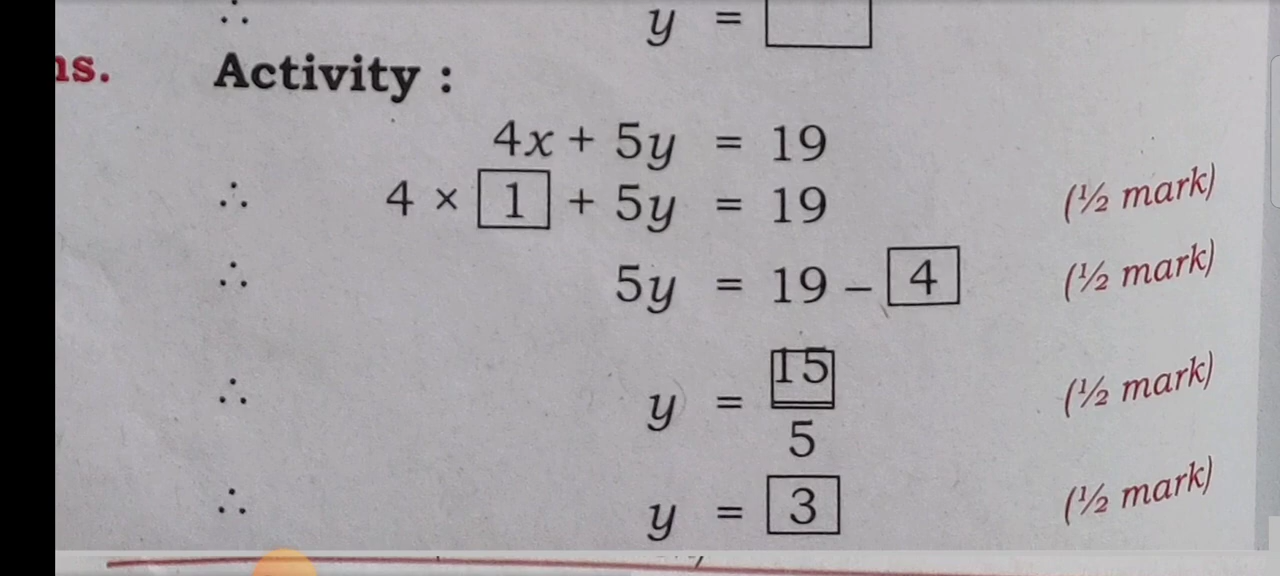 ∴ y = □
ns. Activity :
4x + 5y = 19
∴ 4 × 1 + 5y = 19 (½ mark)
∴ 5y = 19 – 4 (½ mark)
∴ y = 15/5 (½ mark)
∴ y = 3 (½ mark)